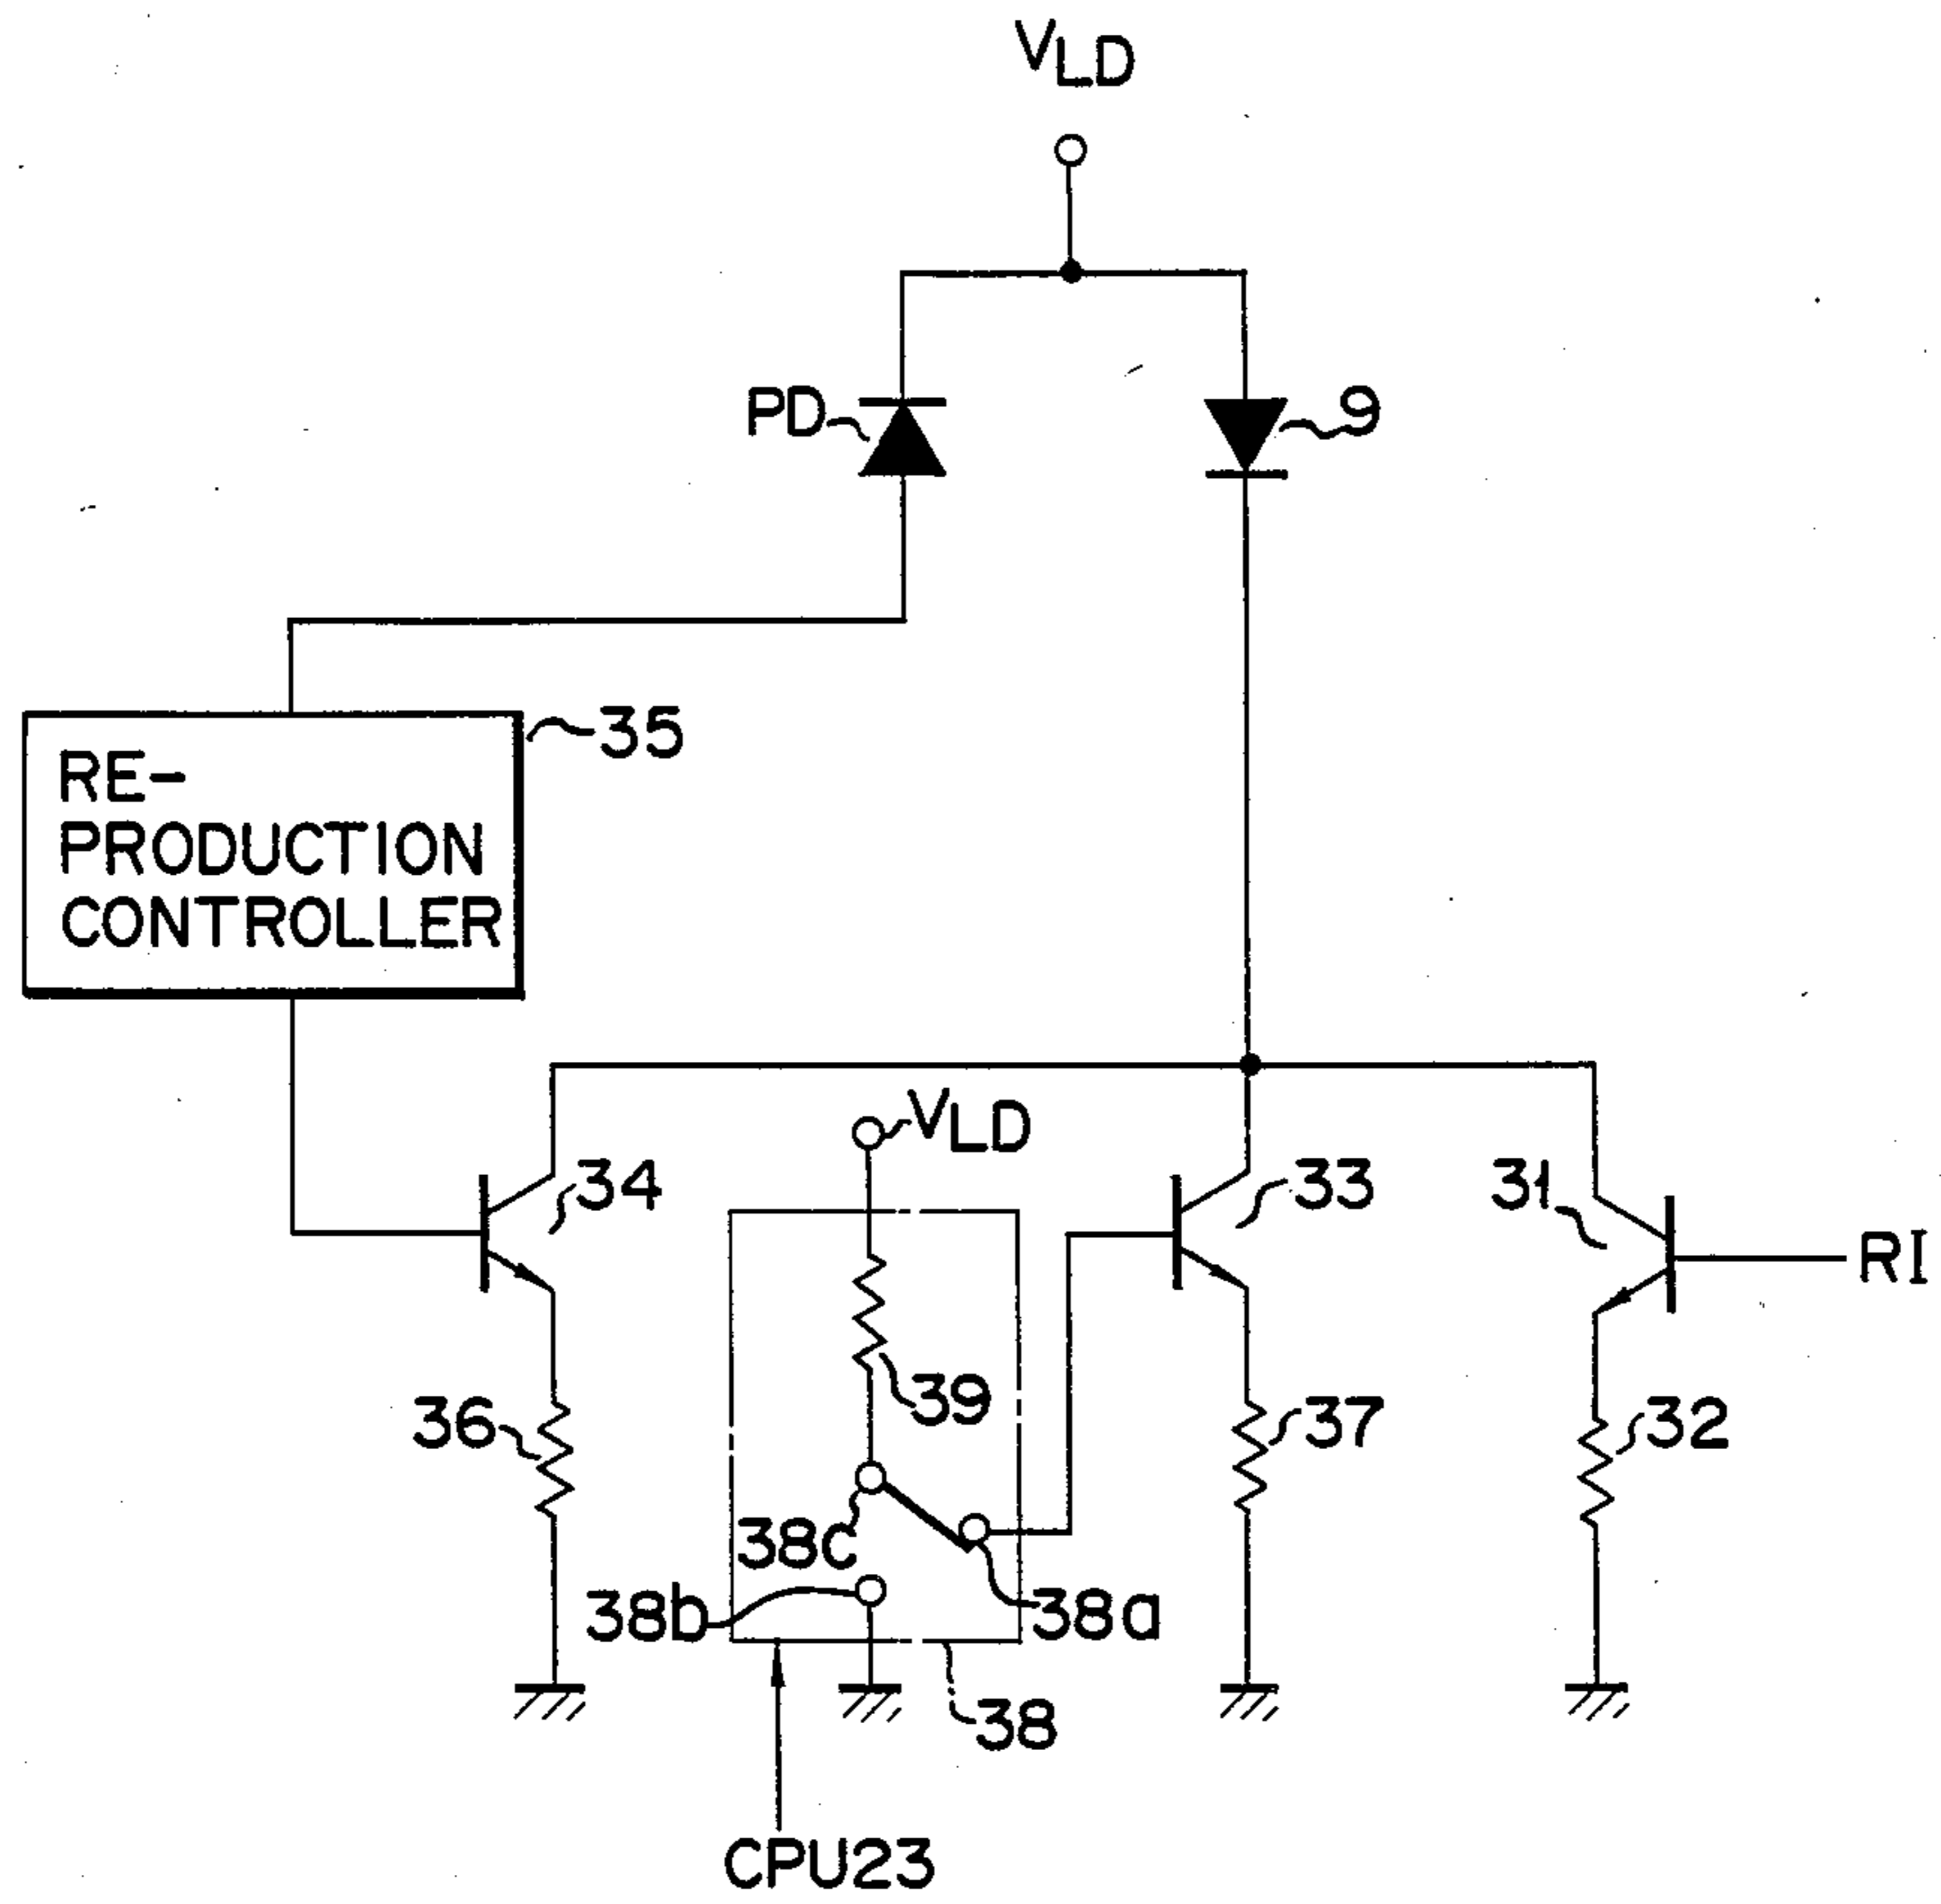 VLD
PD
9
35
RE-
PRODUCTION
CONTROLLER
VLD
34
33
31
RI
39
36
37
32
38C
38b
38a
38
CPU23